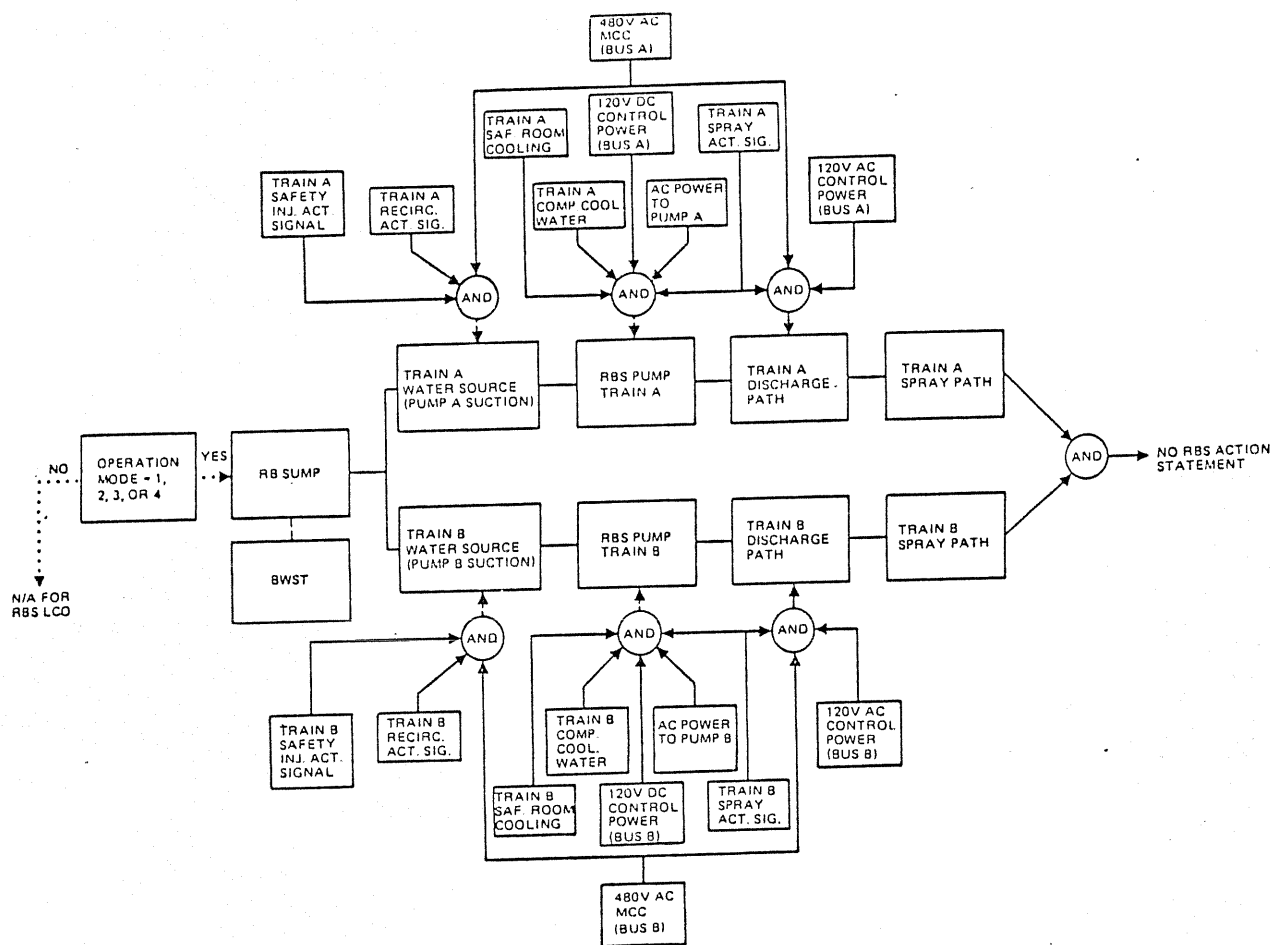 480V AC
MCC
(BUS A)
120V DC
CONTROL
POWER
(BUS A)
TRAIN A
SAF. ROOM
COOLING
TRAIN A
SPRAY
ACT. SIG.
TRAIN A
SAFETY
INJ. ACT.
SIGNAL
TRAIN A
RECIRC.
ACT. SIG.
TRAIN A
COMP COOL
WATER
AC POWER
TO
PUMP A
120V AC
CONTROL
POWER
(BUS A)
AND
AND
AND
TRAIN A
WATER SOURCE
(PUMP A SUCTION)
RBS PUMP
TRAIN A
TRAIN A
DISCHARGE
PATH
TRAIN A
SPRAY PATH
NO
OPERATION
MODE = 1,
2, 3, OR 4
YES
RB SUMP
AND
NO RBS ACTION
STATEMENT
BWST
N/A FOR
RBS LCO
TRAIN B
WATER SOURCE
(PUMP B SUCTION)
RBS PUMP
TRAIN B
TRAIN B
DISCHARGE
PATH
TRAIN B
SPRAY PATH
AND
AND
AND
TRAIN B
SAFETY
INJ. ACT.
SIGNAL
TRAIN B
RECIRC.
ACT. SIG.
TRAIN B
COMP.
COOL.
WATER
AC POWER
TO PUMP B
120V AC
CONTROL
POWER
(BUS B)
TRAIN B
SAF. ROOM
COOLING
120V DC
CONTROL
POWER
(BUS B)
TRAIN B
SPRAY
ACT. SIG.
480V AC
MCC
(BUS B)